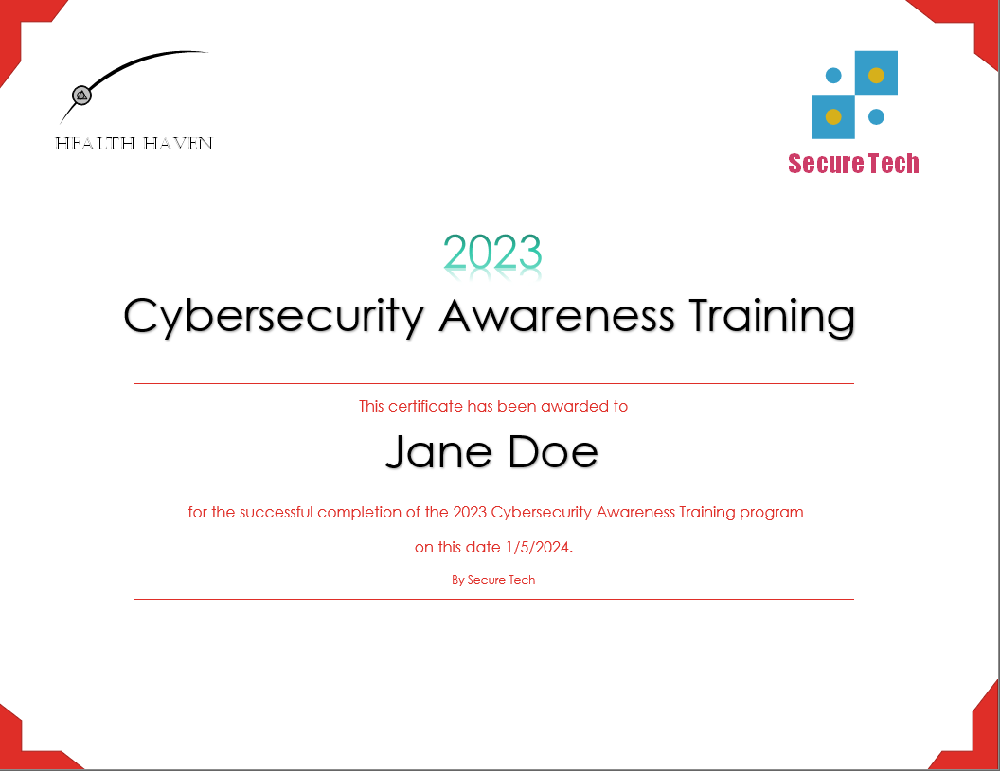 HEALTH HAVEN
Secure Tech
2023
Cybersecurity Awareness Training
This certificate has been awarded to
Jane Doe
for the successful completion of the 2023 Cybersecurity Awareness Training program
on this date 1/5/2024.
By Secure Tech